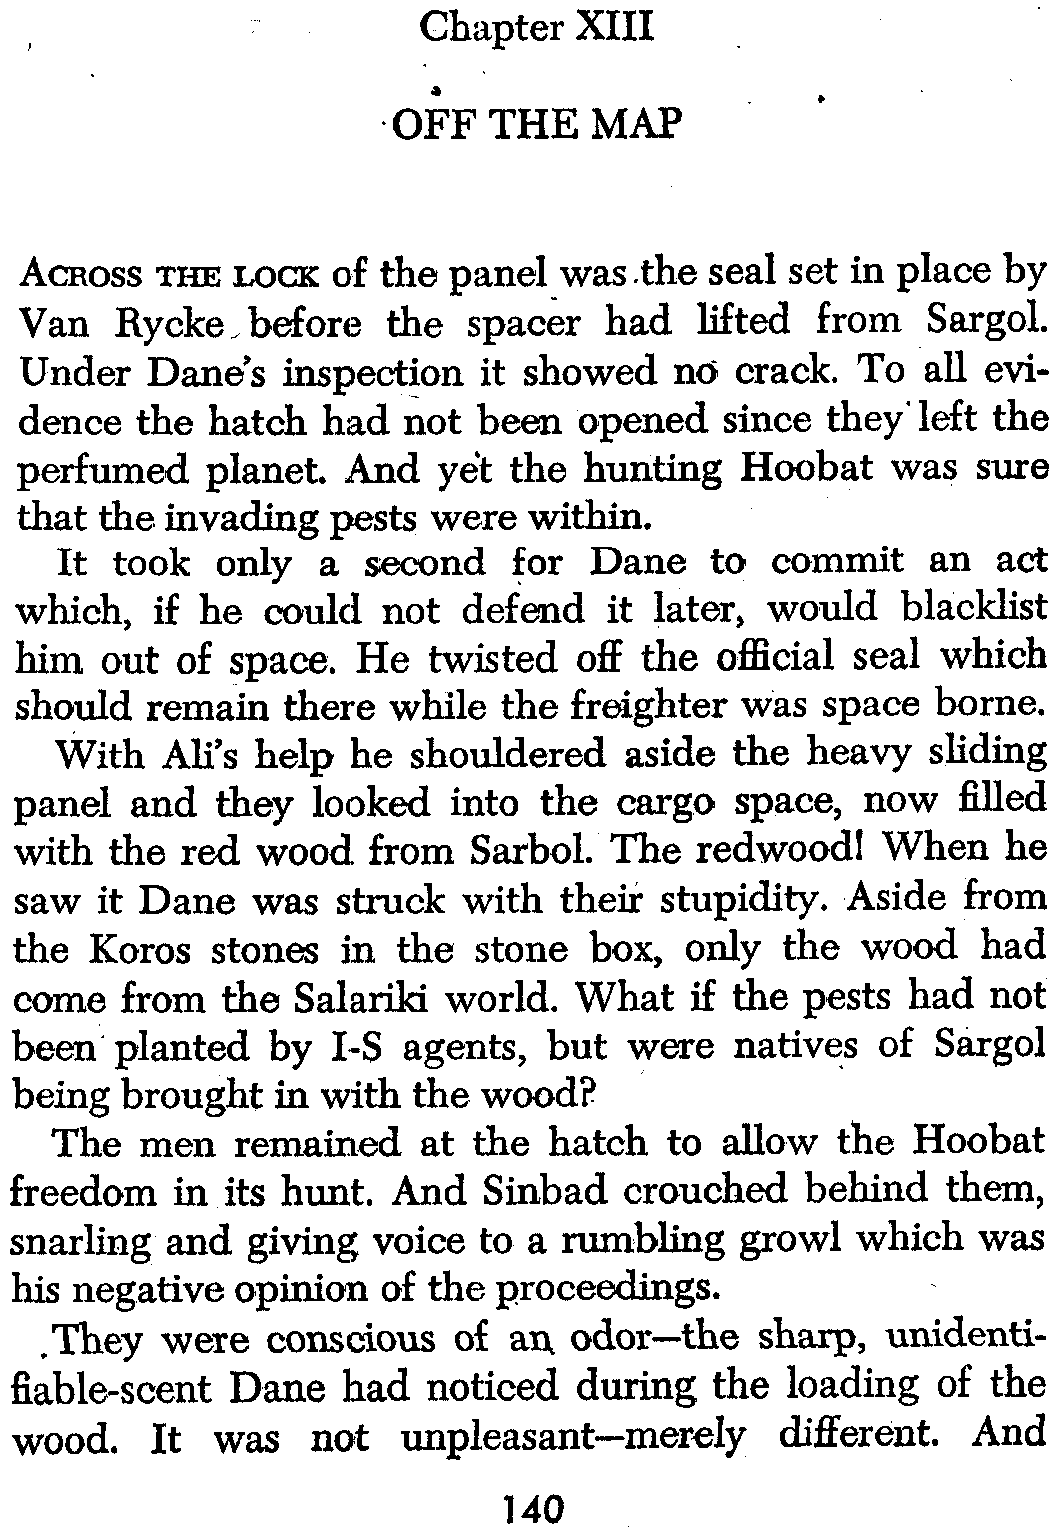 Chapter XIII
OFF THE MAP
ACROSS THE LOCK of the panel was the seal set in place by
Van Rycke before the spacer had lifted from Sargol.
Under Dane's inspection it showed no crack. To all evi-
dence the hatch had not been opened since they left the
perfumed planet. And yet the hunting Hoobat was sure
that the invading pests were within.
It took only a second for Dane to commit an act
which, if he could not defend it later, would blacklist
him out of space. He twisted off the official seal which
should remain there while the freighter was space borne.
With Ali's help he shouldered aside the heavy sliding
panel and they looked into the cargo space, now filled
with the red wood from Sarbol. The redwood! When he
saw it Dane was struck with their stupidity. Aside from
the Koros stones in the stone box, only the wood had
come from the Salariki world. What if the pests had not
been planted by I-S agents, but were natives of Sargol
being brought in with the wood?
The men remained at the hatch to allow the Hoobat
freedom in its hunt. And Sinbad crouched behind them,
snarling and giving voice to a rumbling growl which was
his negative opinion of the proceedings.
They were conscious of an odor—the sharp, unidenti-
fiable-scent Dane had noticed during the loading of the
wood. It was not unpleasant—merely different. And
140